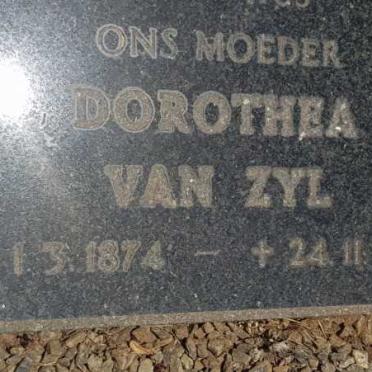 ONS MOEDER
DOROTHEA
VAN ZYL
1.3.1874 – + 24.11